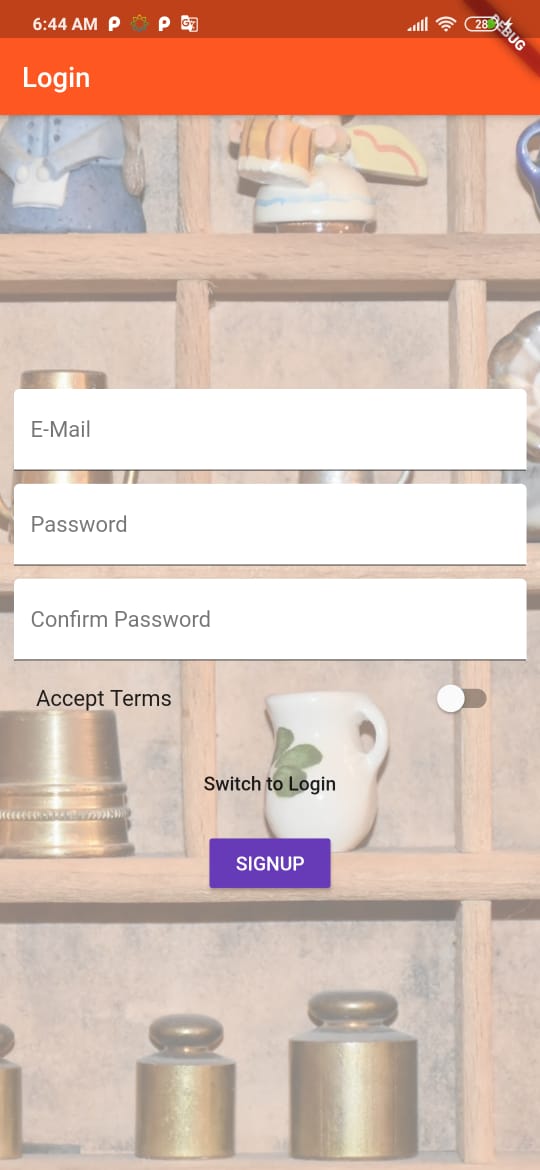 6:44 AM
28
DEBUG
Login
E-Mail
Password
Confirm Password
Accept Terms
Switch to Login
SIGNUP